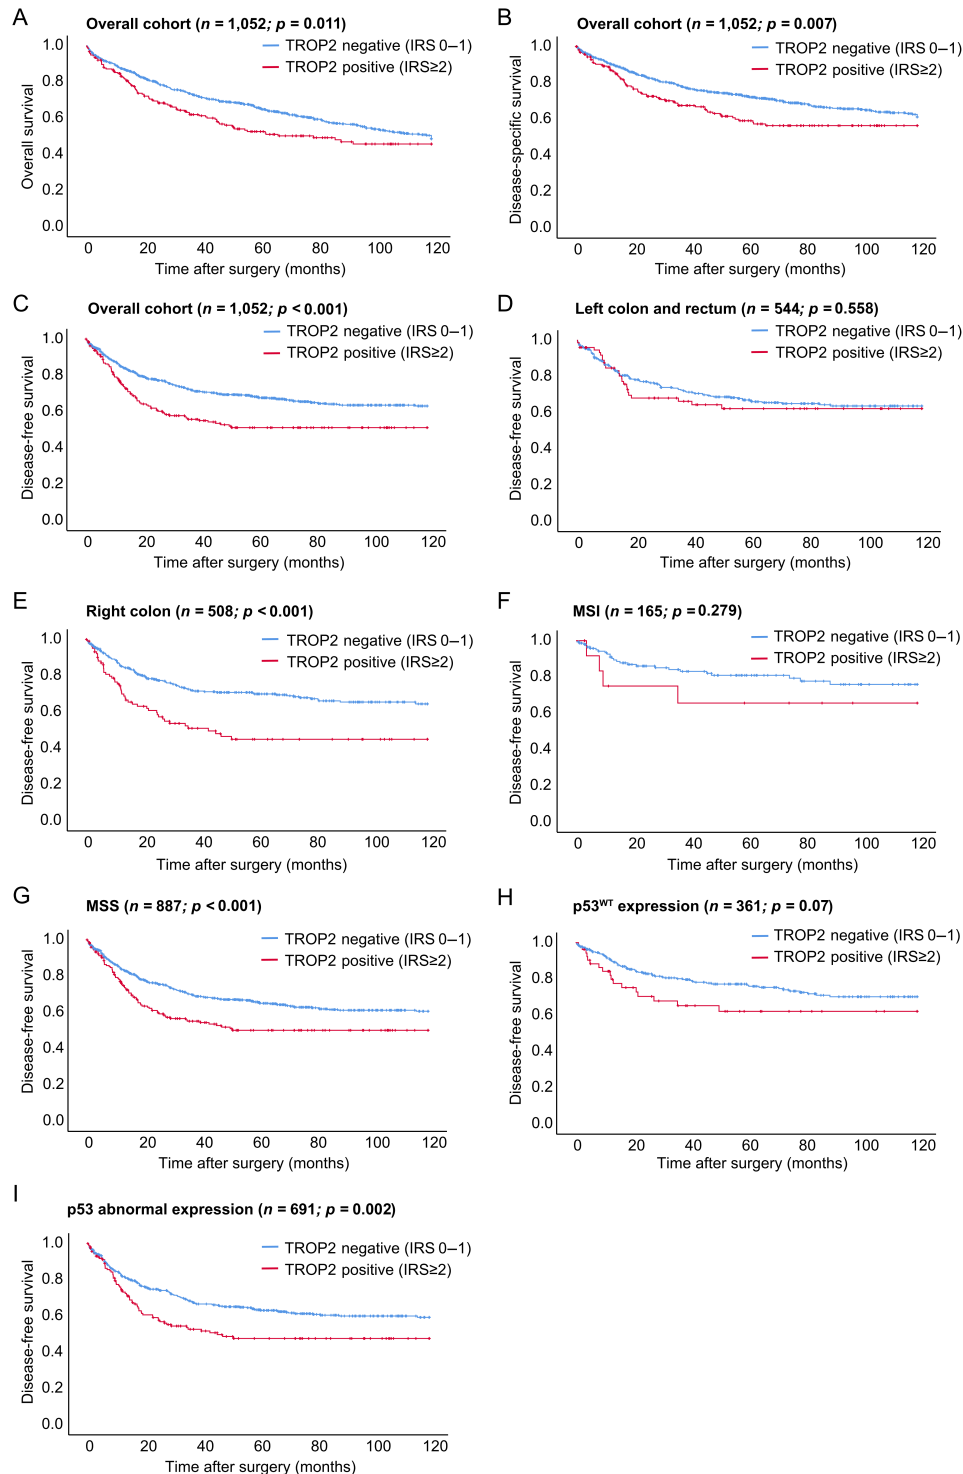 A
Overall cohort (n = 1,052; p = 0.011)
TROP2 negative (IRS 0–1)
TROP2 positive (IRS≥2)
Overall survival
1.0
0.8
0.6
0.4
0.2
0.0
0 20 40 60 80 100 120
Time after surgery (months)
B
Overall cohort (n = 1,052; p = 0.007)
TROP2 negative (IRS 0–1)
TROP2 positive (IRS≥2)
Disease-specific survival
1.0
0.8
0.6
0.4
0.2
0.0
0 20 40 60 80 100 120
Time after surgery (months)
C
Overall cohort (n = 1,052; p < 0.001)
TROP2 negative (IRS 0–1)
TROP2 positive (IRS≥2)
Disease-free survival
1.0
0.8
0.6
0.4
0.2
0.0
0 20 40 60 80 100 120
Time after surgery (months)
D
Left colon and rectum (n = 544; p = 0.558)
TROP2 negative (IRS 0–1)
TROP2 positive (IRS≥2)
Disease-free survival
1.0
0.8
0.6
0.4
0.2
0.0
0 20 40 60 80 100 120
Time after surgery (months)
E
Right colon (n = 508; p < 0.001)
TROP2 negative (IRS 0–1)
TROP2 positive (IRS≥2)
Disease-free survival
1.0
0.8
0.6
0.4
0.2
0.0
0 20 40 60 80 100 120
Time after surgery (months)
F
MSI (n = 165; p = 0.279)
TROP2 negative (IRS 0–1)
TROP2 positive (IRS≥2)
Disease-free survival
1.0
0.8
0.6
0.4
0.2
0.0
0 20 40 60 80 100 120
Time after surgery (months)
G
MSS (n = 887; p < 0.001)
TROP2 negative (IRS 0–1)
TROP2 positive (IRS≥2)
Disease-free survival
1.0
0.8
0.6
0.4
0.2
0.0
0 20 40 60 80 100 120
Time after surgery (months)
H
p53WT expression (n = 361; p = 0.07)
TROP2 negative (IRS 0–1)
TROP2 positive (IRS≥2)
Disease-free survival
1.0
0.8
0.6
0.4
0.2
0.0
0 20 40 60 80 100 120
Time after surgery (months)
I
p53 abnormal expression (n = 691; p = 0.002)
TROP2 negative (IRS 0–1)
TROP2 positive (IRS≥2)
Disease-free survival
1.0
0.8
0.6
0.4
0.2
0.0
0 20 40 60 80 100 120
Time after surgery (months)